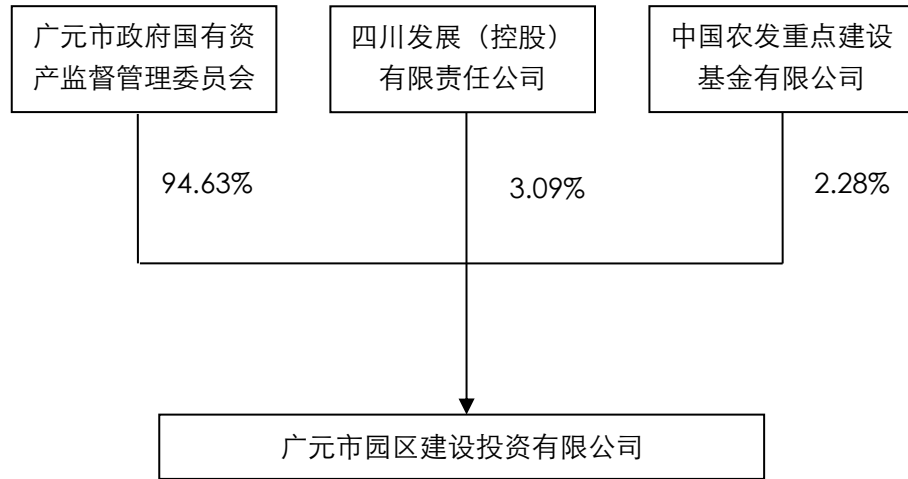 广元市政府国有资
产监督管理委员会
四川发展（控股）
有限责任公司
中国农发重点建设
基金有限公司
94.63%
3.09%
2.28%
广元市园区建设投资有限公司